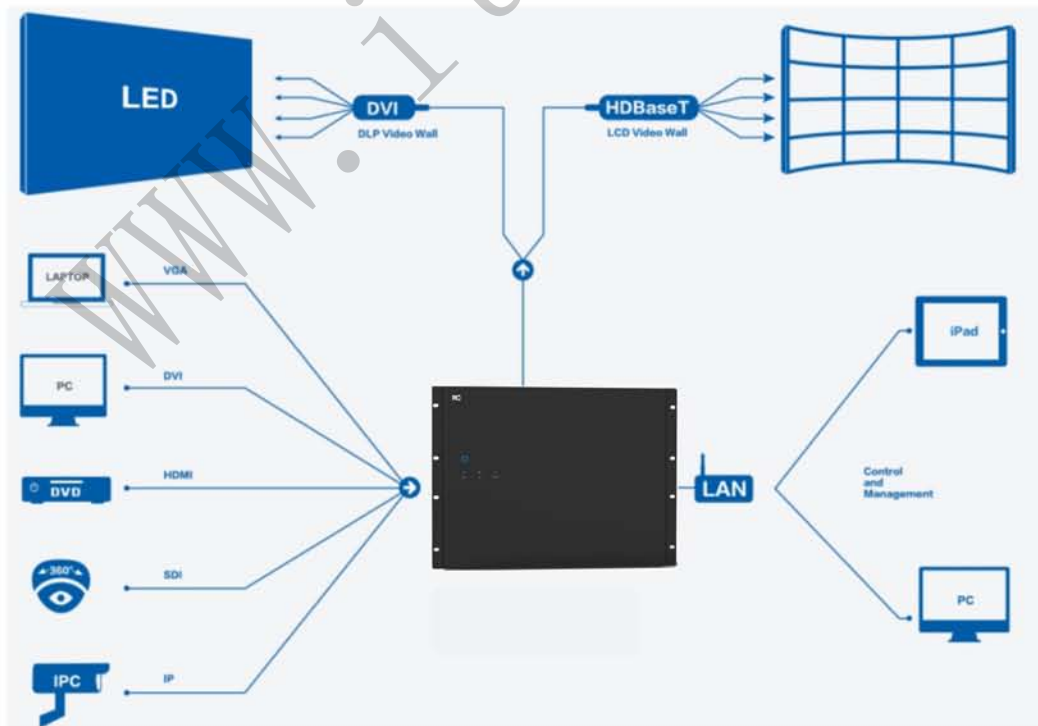 LED
DVI
DLP Video Wall
HDBaseT
LCD Video Wall
LAPTOP
VGA
PC
DVI
DVD
HDMI
360°
SDI
IPC
IP
LAN
iPad
Control
and
Management
PC
www.i